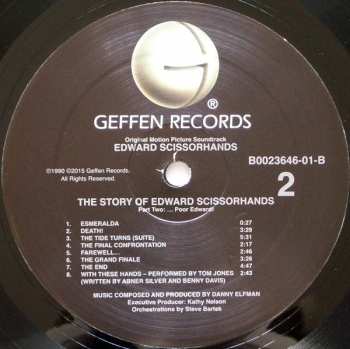 ®
GEFFEN RECORDS
Original Motion Picture Soundtrack
EDWARD SCISSORHANDS
©1990 ℗2015 Geffen Records.
All Rights Reserved.
B0023646-01-B
2
THE STORY OF EDWARD SCISSORHANDS
Part Two: ... Poor Edward!
1. ESMERALDA 0:27
2. DEATH! 3:29
3. THE TIDE TURNS (SUITE) 5:31
4. THE FINAL CONFRONTATION 2:17
5. FAREWELL... 2:46
6. THE GRAND FINALE 3:26
7. THE END 4:47
8. WITH THESE HANDS – PERFORMED BY TOM JONES 2:43
(WRITTEN BY ABNER SILVER AND BENNY DAVIS)
MUSIC COMPOSED AND PRODUCED BY DANNY ELFMAN
Executive Producer: Kathy Nelson
Orchestrations by Steve Bartek